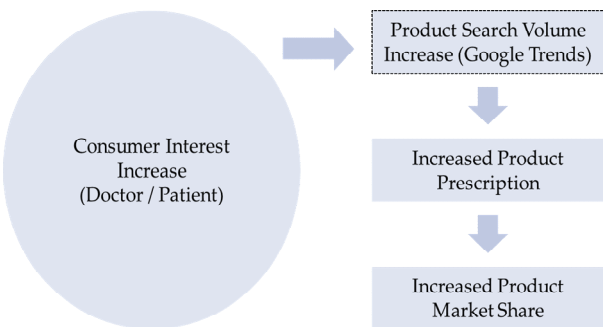 Consumer Interest
Increase
(Doctor / Patient)
Product Search Volume
Increase (Google Trends)
Increased Product
Prescription
Increased Product
Market Share